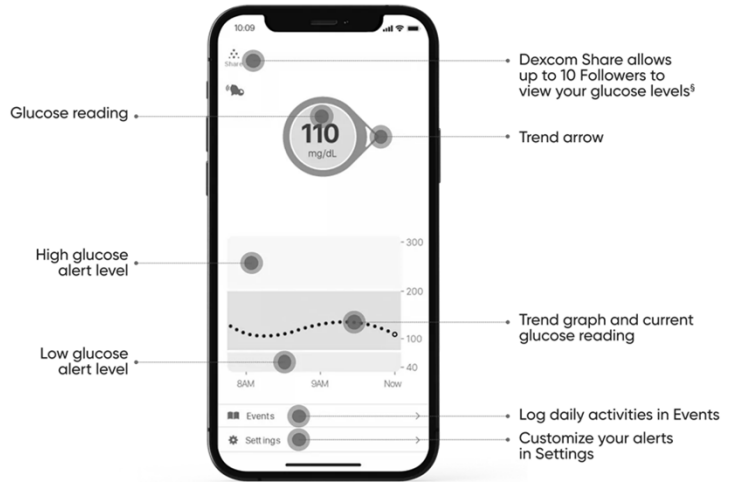 10:09
Share
Dexcom Share allows
up to 10 Followers to
view your glucose levels§
Glucose reading
110
mg/dL
Trend arrow
High glucose
alert level
300
200
100
40
Trend graph and current
glucose reading
Low glucose
alert level
8AM
9AM
Now
Events
Log daily activities in Events
Settings
Customize your alerts
in Settings